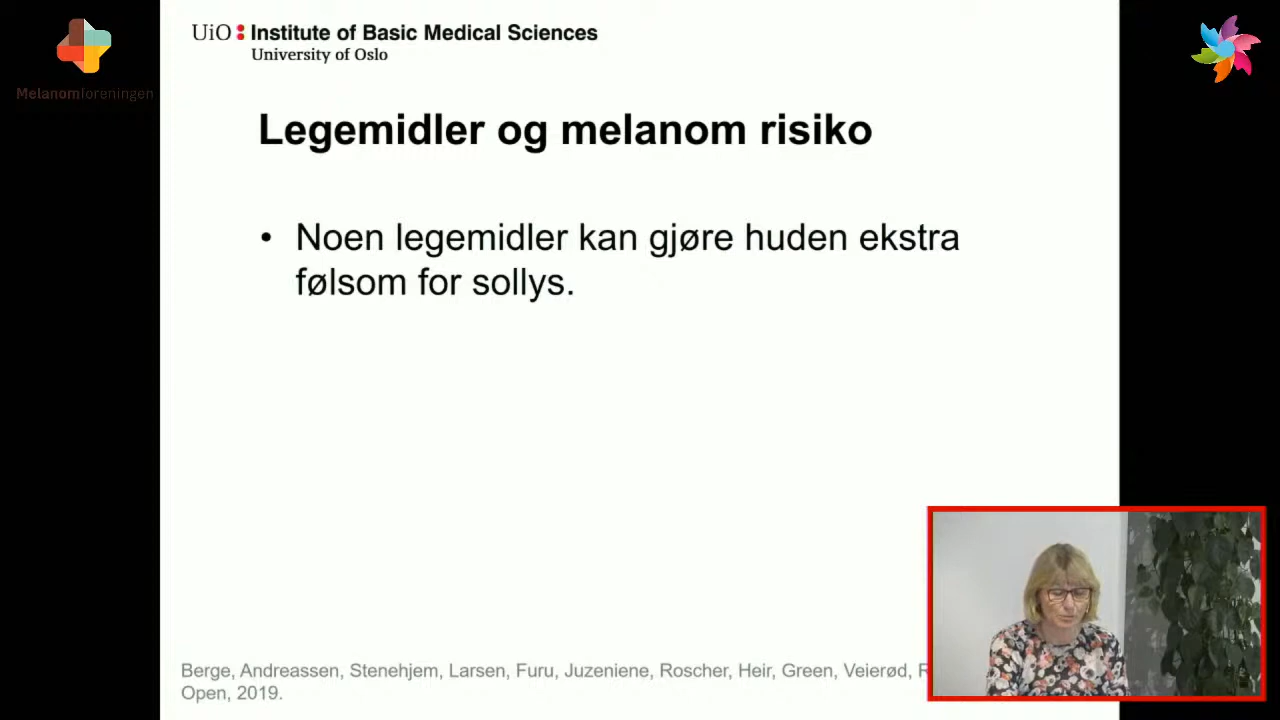 Melanomforeningen
UiO: Institute of Basic Medical Sciences
University of Oslo
Legemidler og melanom risiko
• Noen legemidler kan gjøre huden ekstra
følsom for sollys.
Berge, Andreassen, Stenehjem, Larsen, Furu, Juzeniene, Roscher, Heir, Green, Veierød,
Open, 2019.